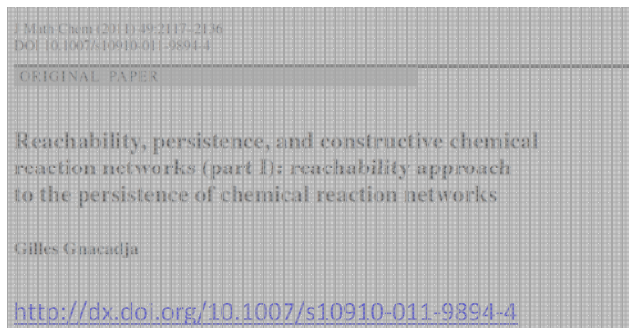 J Math Chem (2011) 49:2117–2136
DOI 10.1007/s10910-011-9894-4
ORIGINAL PAPER
Reachability, persistence, and constructive chemical
reaction networks (part I): reachability approach
to the persistence of chemical reaction networks
Gilles Gnacadja
http://dx.doi.org/10.1007/s10910-011-9894-4